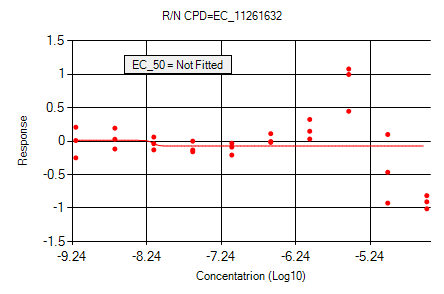 R/N CPD=EC_11261632
1.5
1
0.5
0
-0.5
-1
-1.5
EC_50 = Not Fitted
Response
-9.24 -8.24 -7.24 -6.24 -5.24
Concentatrion (Log10)